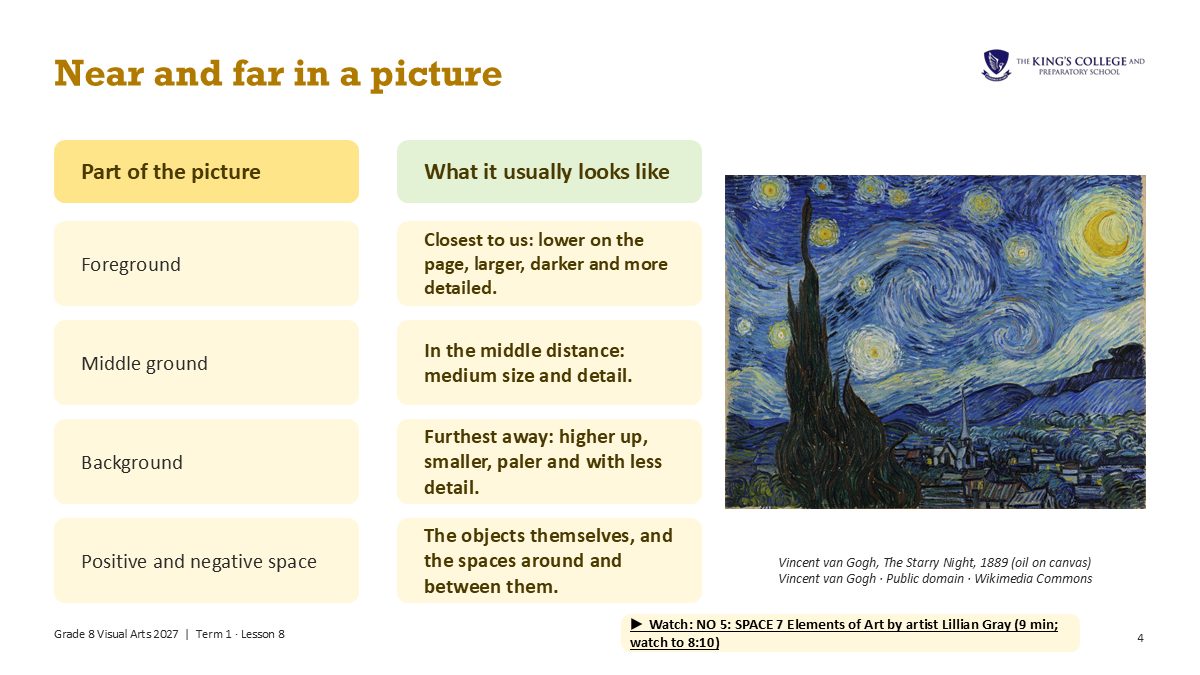 Near and far in a picture
THE KING'S COLLEGE AND
PREPARATORY SCHOOL
Part of the picture
What it usually looks like
Foreground
Closest to us: lower on the
page, larger, darker and more
detailed.
Middle ground
In the middle distance:
medium size and detail.
Background
Furthest away: higher up,
smaller, paler and with less
detail.
Positive and negative space
The objects themselves, and
the spaces around and
between them.
Vincent van Gogh, The Starry Night, 1889 (oil on canvas)
Vincent van Gogh · Public domain · Wikimedia Commons
Grade 8 Visual Arts 2027 | Term 1 · Lesson 8
▶ Watch: NO 5: SPACE 7 Elements of Art by artist Lillian Gray (9 min;
watch to 8:10)
4